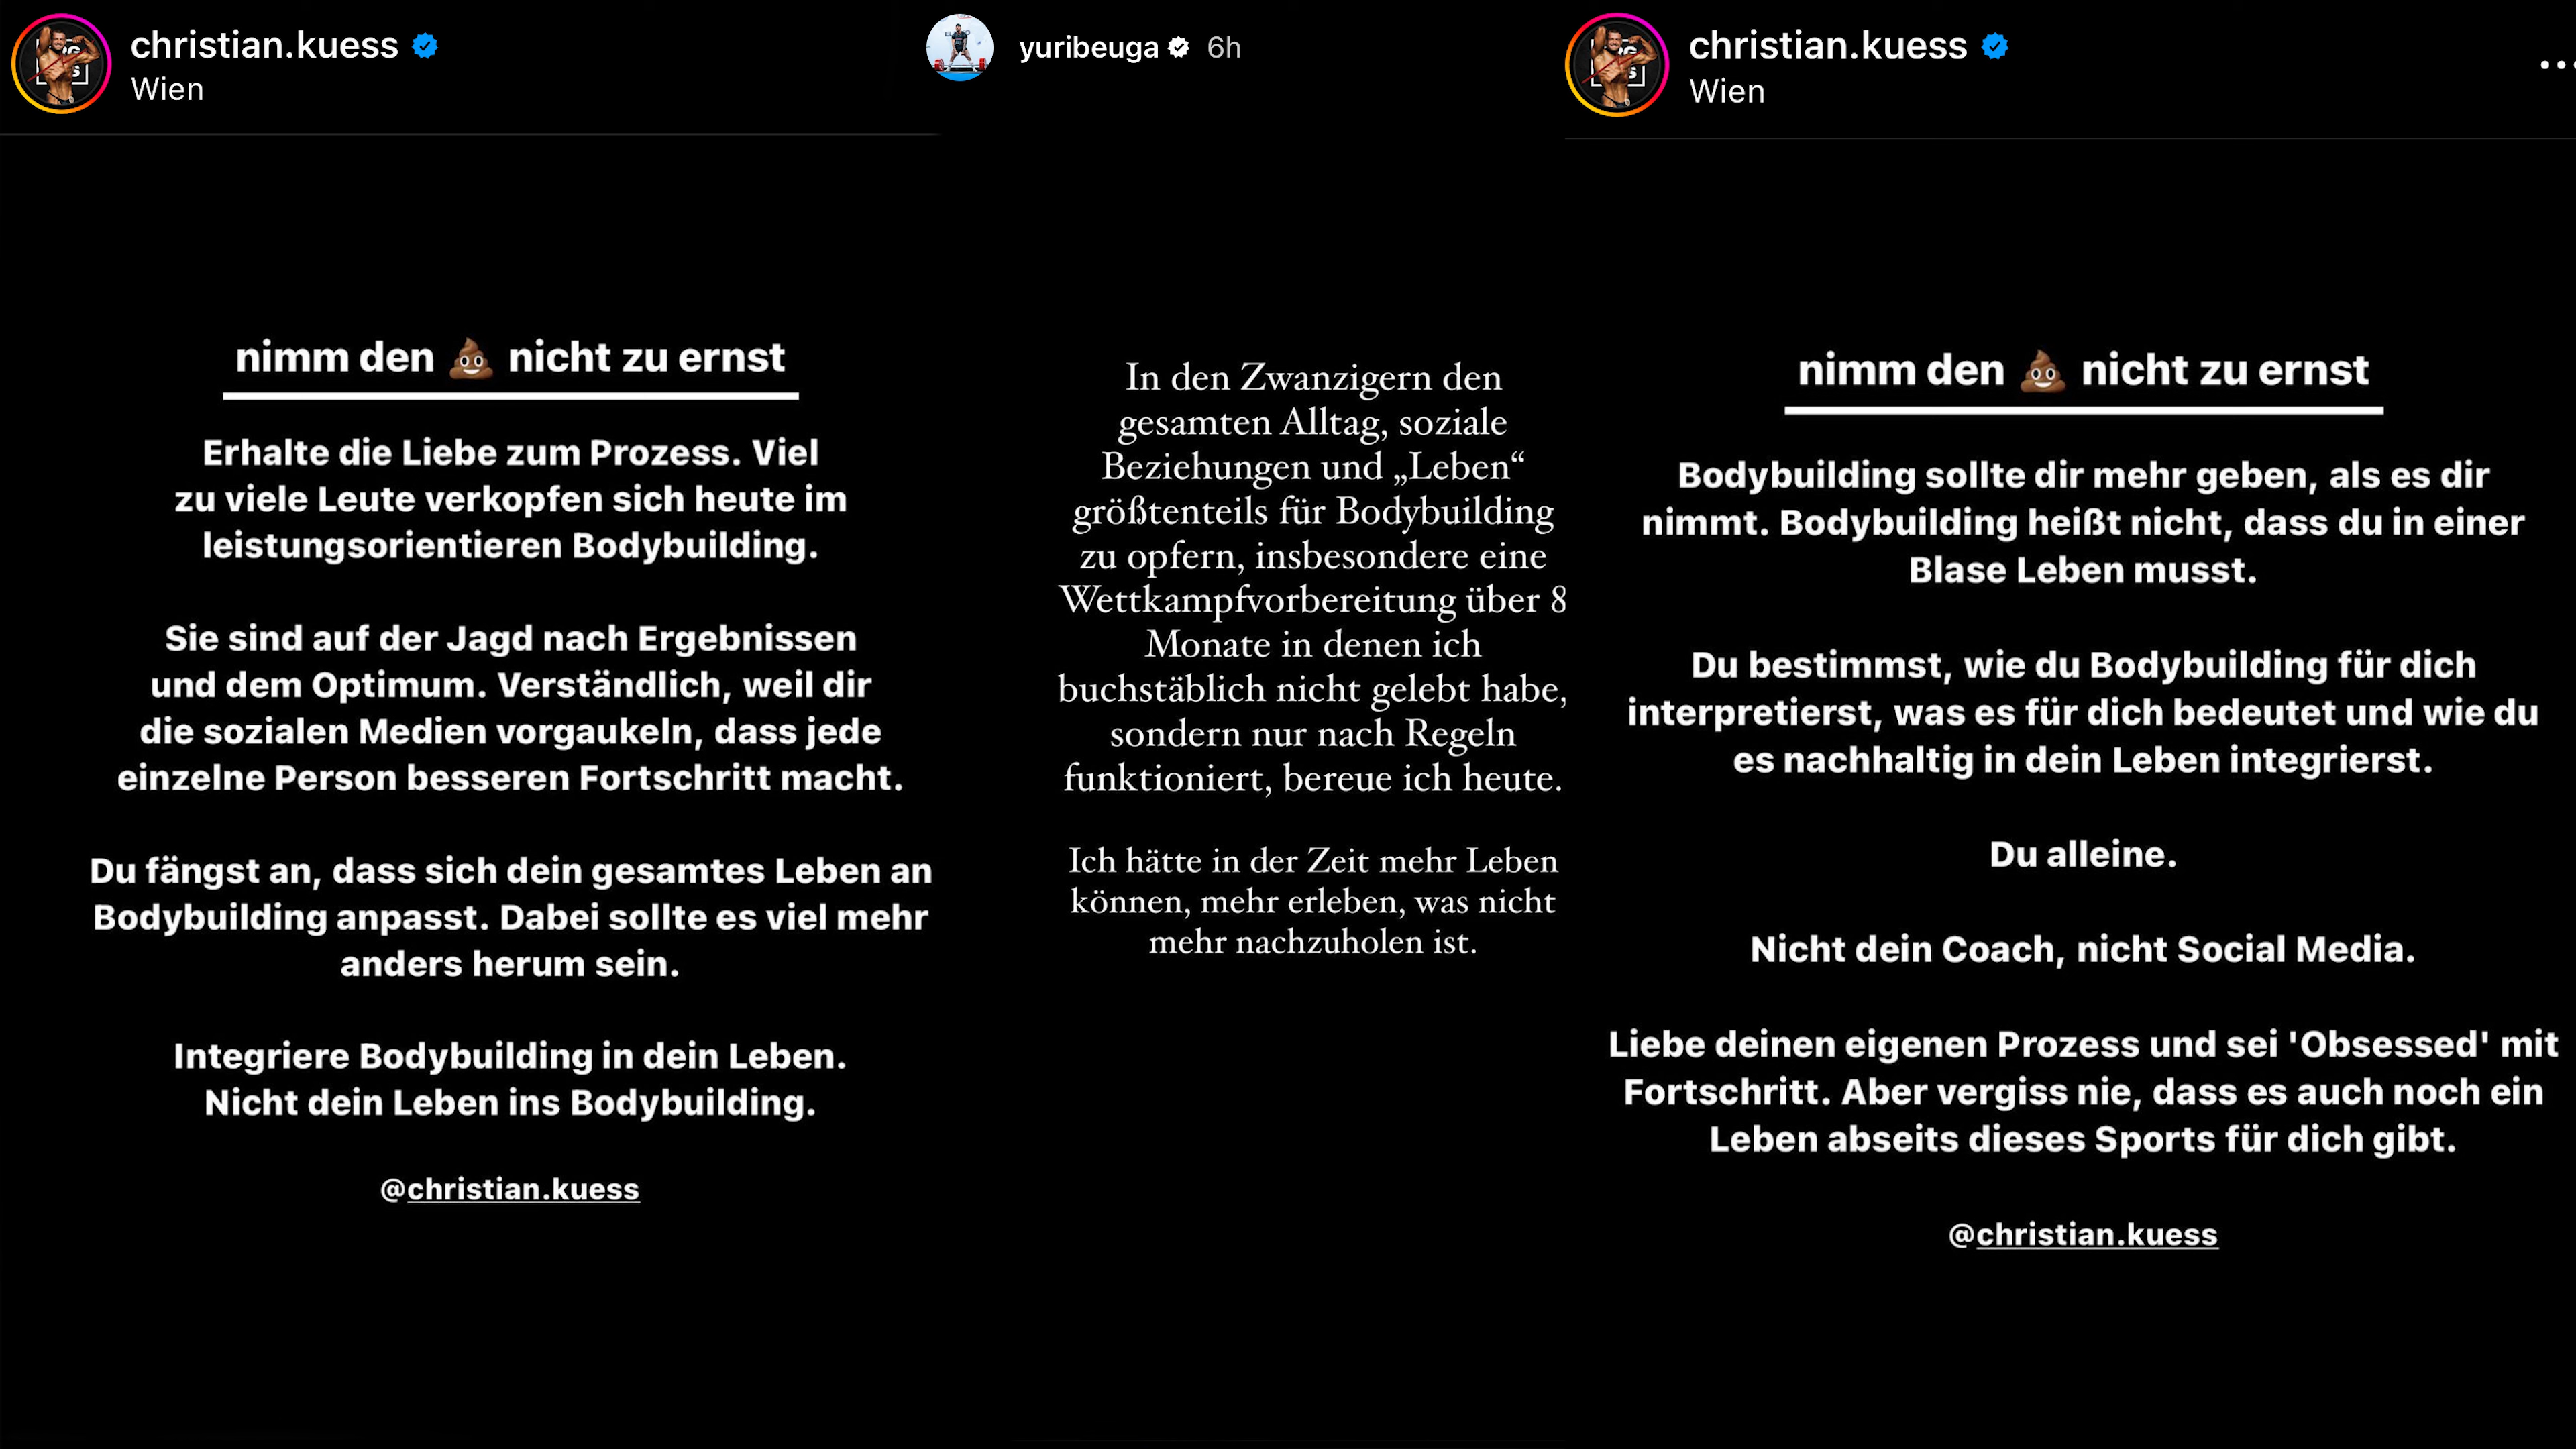 christian.kuess
Wien
nimm den 💩 nicht zu ernst
Erhalte die Liebe zum Prozess. Viel
zu viele Leute verkopfen sich heute im
leistungsorientieren Bodybuilding.
Sie sind auf der Jagd nach Ergebnissen
und dem Optimum. Verständlich, weil dir
die sozialen Medien vorgaukeln, dass jede
einzelne Person besseren Fortschritt macht.
Du fängst an, dass sich dein gesamtes Leben an
Bodybuilding anpasst. Dabei sollte es viel mehr
anders herum sein.
Integriere Bodybuilding in dein Leben.
Nicht dein Leben ins Bodybuilding.
@christian.kuess
yuribeuga 6h
In den Zwanzigern den
gesamten Alltag, soziale
Beziehungen und „Leben“
größtenteils für Bodybuilding
zu opfern, insbesondere eine
Wettkampfvorbereitung über 8
Monate in denen ich
buchstäblich nicht gelebt habe,
sondern nur nach Regeln
funktioniert, bereue ich heute.
Ich hätte in der Zeit mehr Leben
können, mehr erleben, was nicht
mehr nachzuholen ist.
christian.kuess
Wien
nimm den 💩 nicht zu ernst
Bodybuilding sollte dir mehr geben, als es dir
nimmt. Bodybuilding heißt nicht, dass du in einer
Blase Leben musst.
Du bestimmst, wie du Bodybuilding für dich
interpretierst, was es für dich bedeutet und wie du
es nachhaltig in dein Leben integrierst.
Du alleine.
Nicht dein Coach, nicht Social Media.
Liebe deinen eigenen Prozess und sei 'Obsessed' mit
Fortschritt. Aber vergiss nie, dass es auch noch ein
Leben abseits dieses Sports für dich gibt.
@christian.kuess